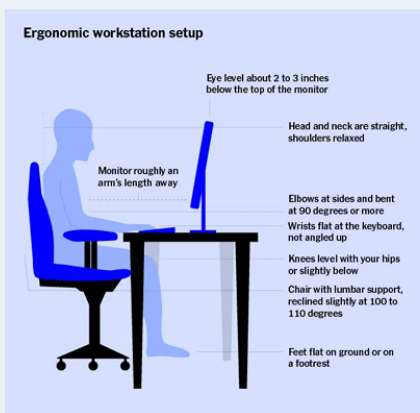 Ergonomic workstation setup
Eye level about 2 to 3 inches
below the top of the monitor
Head and neck are straight,
shoulders relaxed
Monitor roughly an
arm's length away
Elbows at sides and bent
at 90 degrees or more
Wrists flat at the keyboard,
not angled up
Knees level with your hips
or slightly below
Chair with lumbar support,
reclined slightly at 100 to
110 degrees
Feet flat on ground or on
a footrest